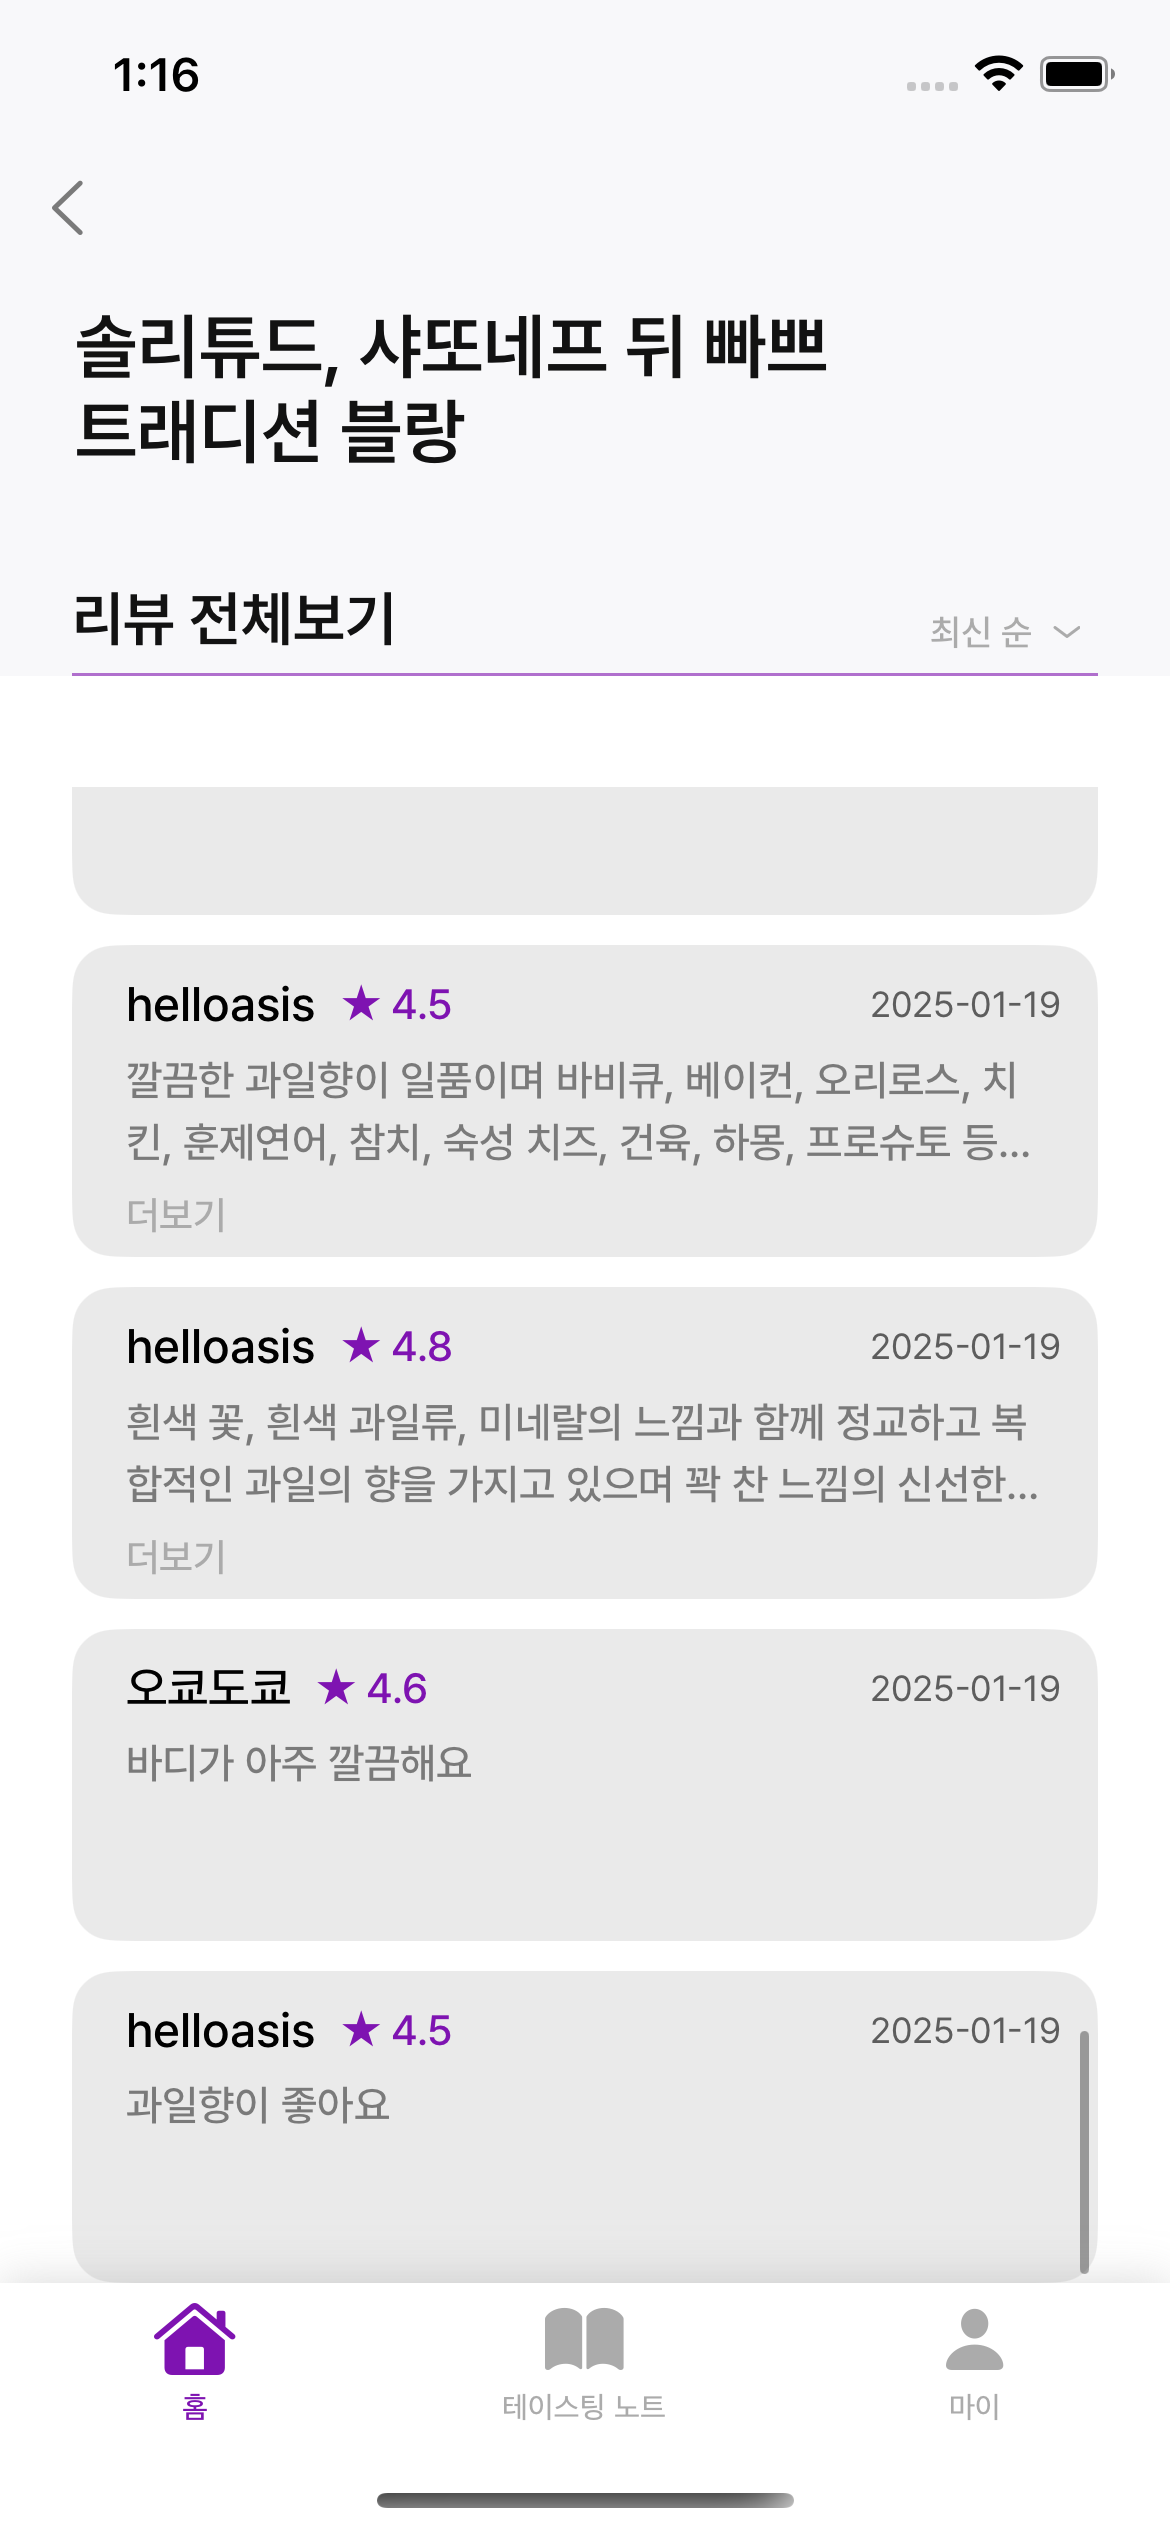 1:16
솔리튜드, 샤또네프 뒤 빠쁘
트래디션 블랑
리뷰 전체보기
최신 순
helloasis ★ 4.5 2025-01-19
깔끔한 과일향이 일품이며 바비큐, 베이컨, 오리로스, 치
킨, 훈제연어, 참치, 숙성 치즈, 건육, 하몽, 프로슈토 등...
더보기
helloasis ★ 4.8 2025-01-19
흰색 꽃, 흰색 과일류, 미네랄의 느낌과 함께 정교하고 복
합적인 과일의 향을 가지고 있으며 꽉 찬 느낌의 신선한...
더보기
오쿄도쿄 ★ 4.6 2025-01-19
바디가 아주 깔끔해요
helloasis ★ 4.5 2025-01-19
과일향이 좋아요
홈
테이스팅 노트
마이